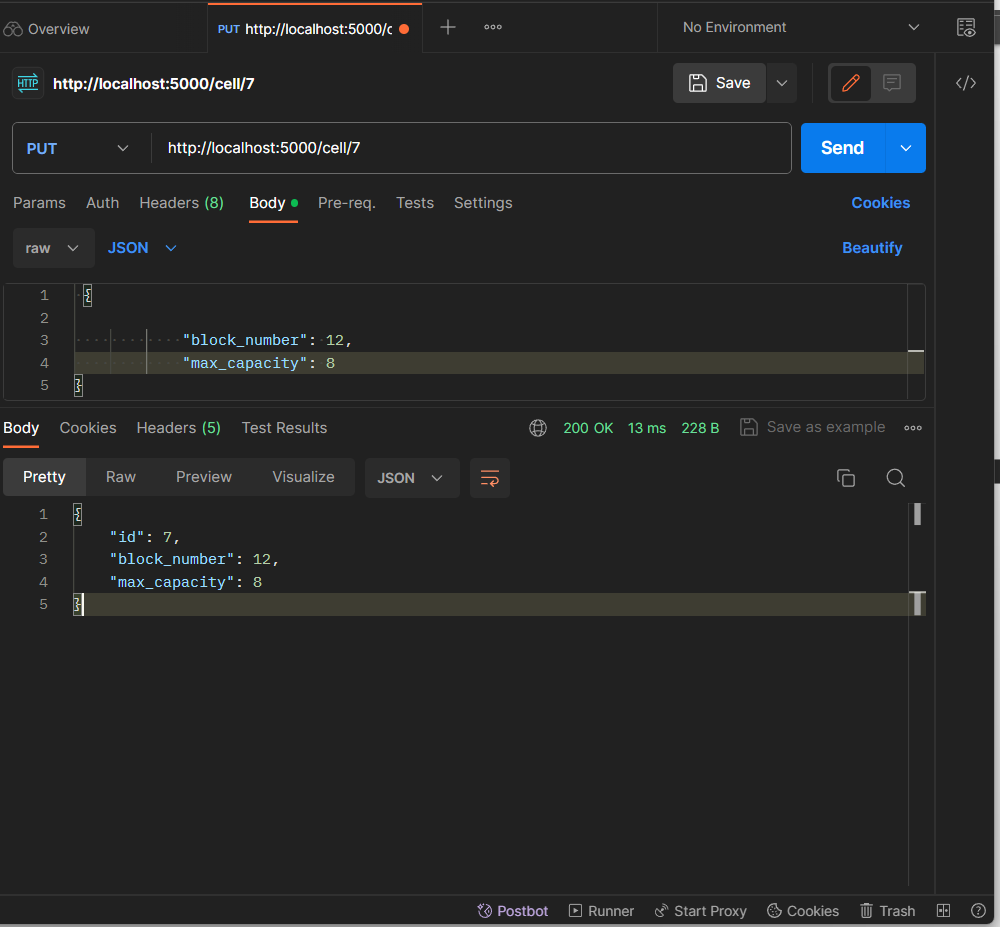 Overview
PUT http://localhost:5000/c
No Environment
HTTP http://localhost:5000/cell/7
Save
PUT
http://localhost:5000/cell/7
Send
Params Auth Headers (8) Body Pre-req. Tests Settings Cookies
raw JSON Beautify
1 {
2
3 "block_number": 12,
4 "max_capacity": 8
5 }
Body Cookies Headers (5) Test Results 200 OK 13 ms 228 B Save as example
Pretty Raw Preview Visualize JSON
1 {
2 "id": 7,
3 "block_number": 12,
4 "max_capacity": 8
5 }
Postbot Runner Start Proxy Cookies Trash